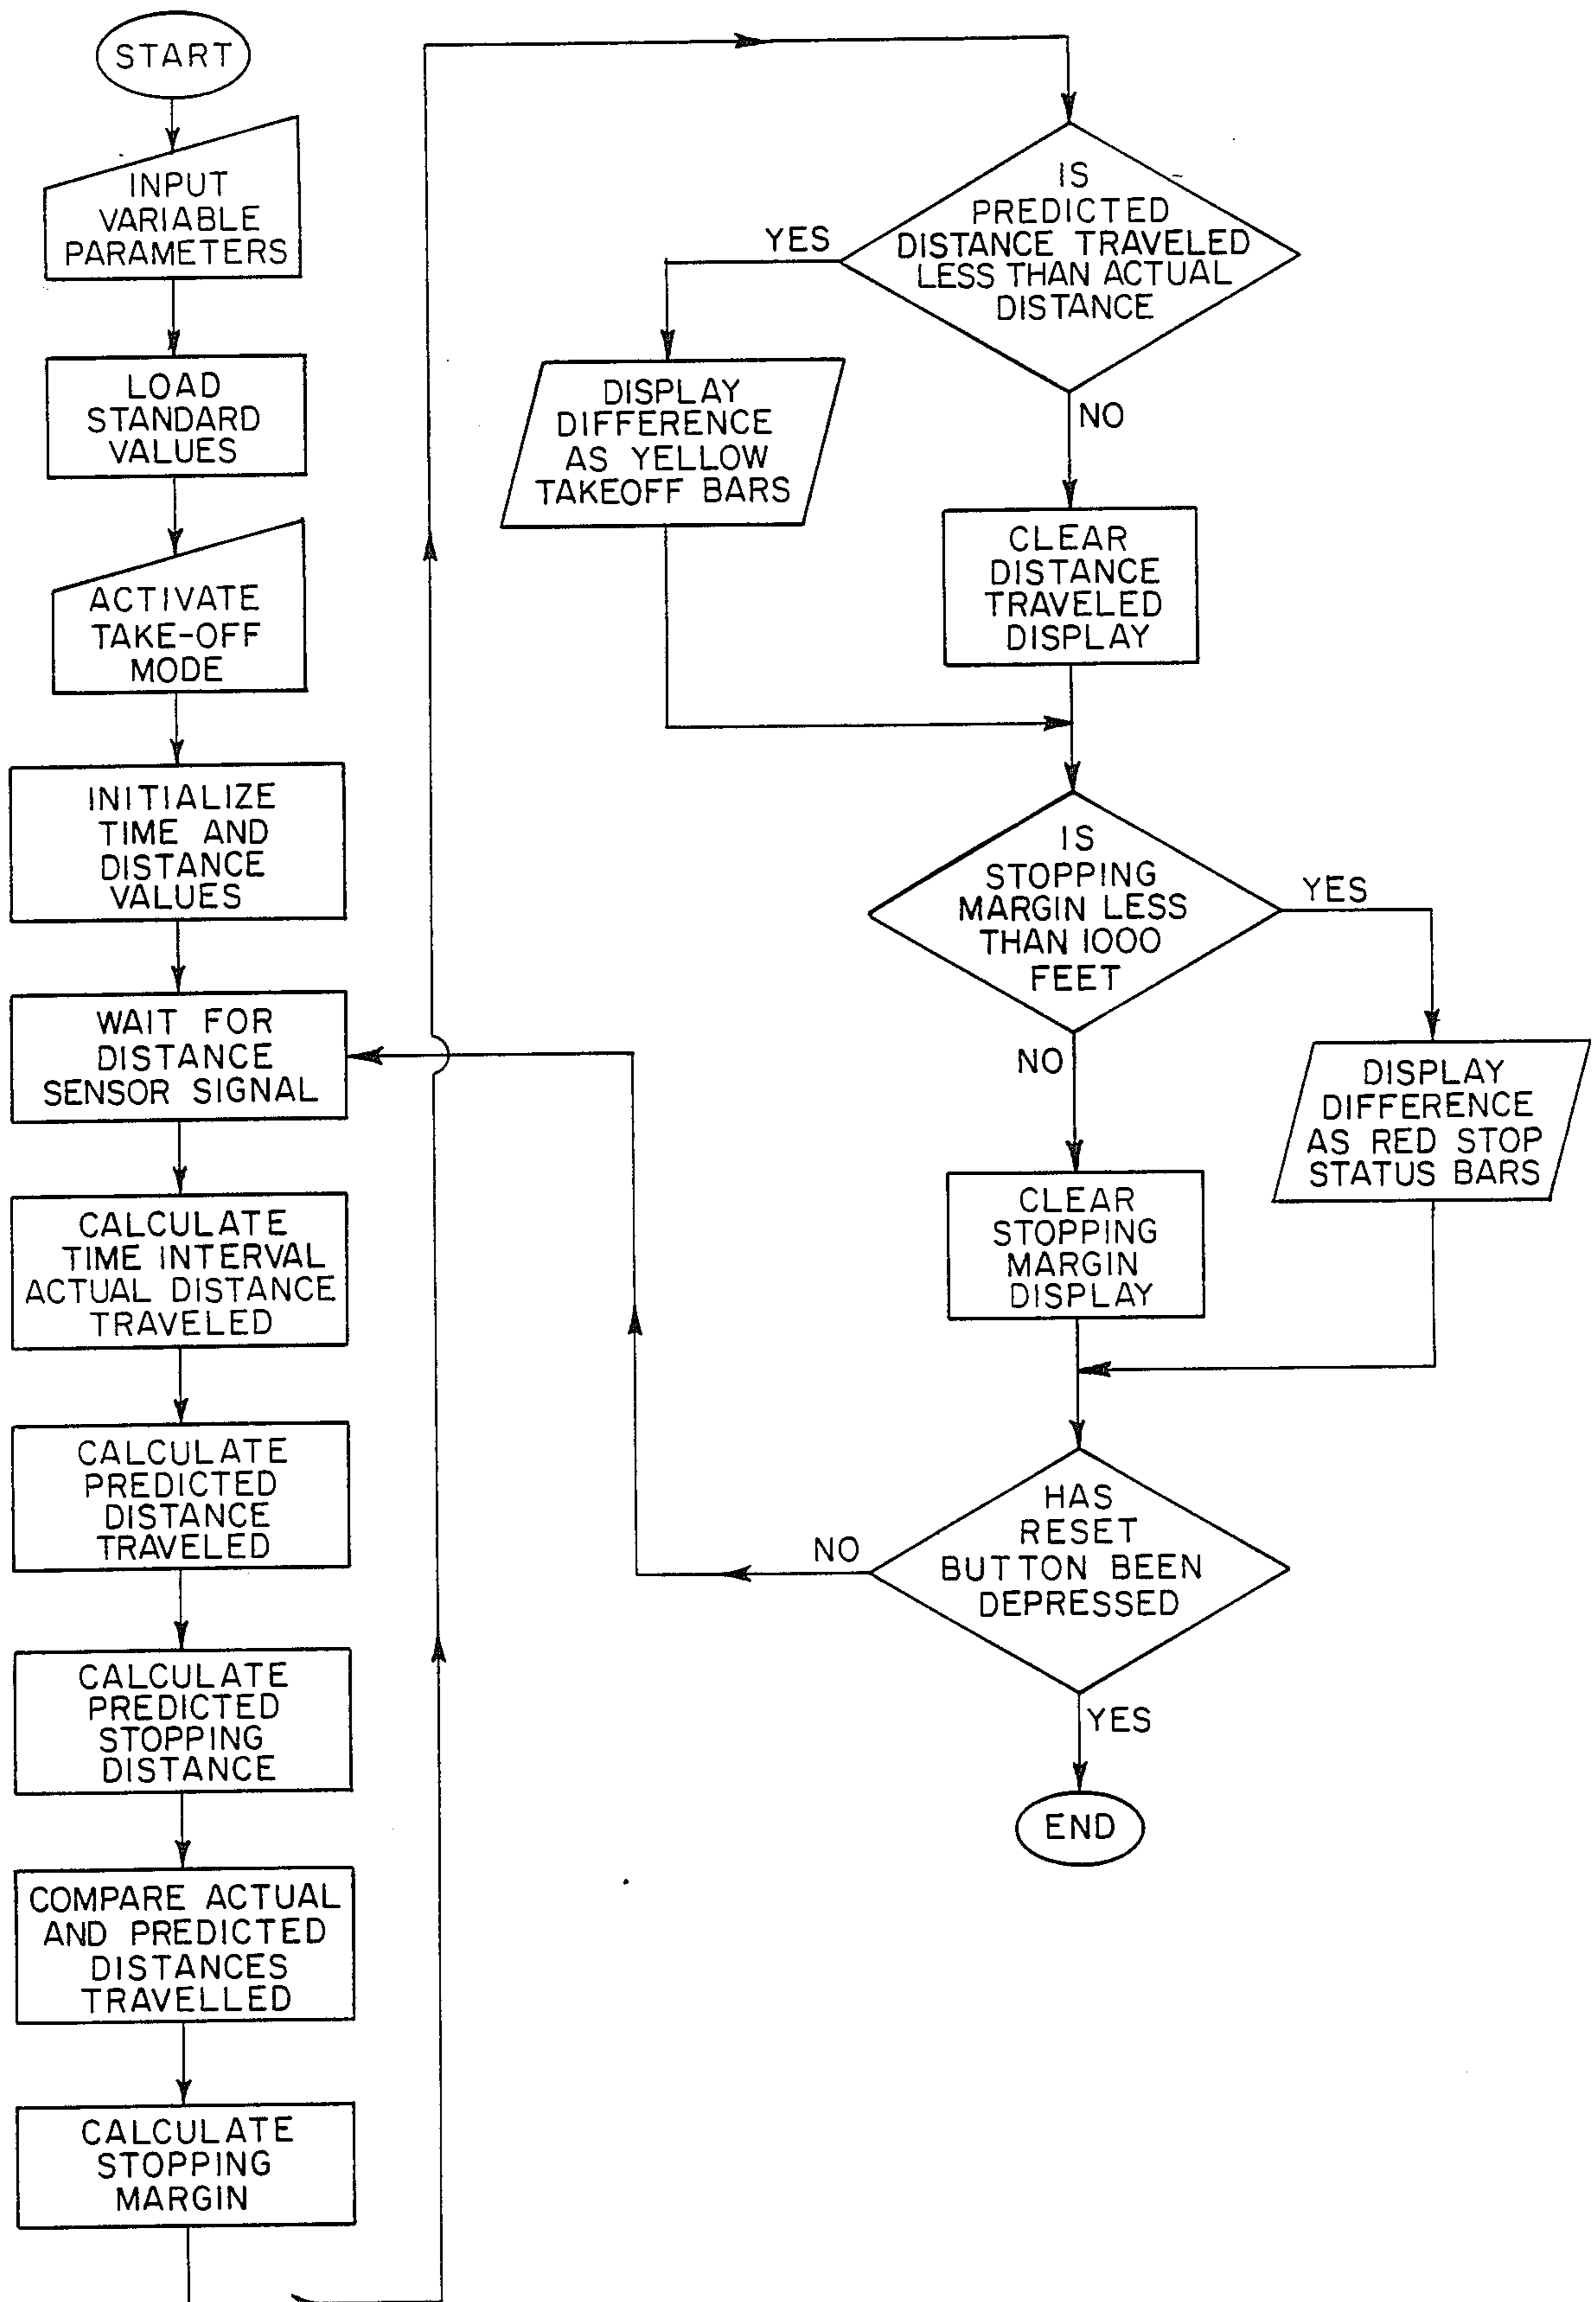 START
INPUT
VARIABLE
PARAMETERS
LOAD
STANDARD
VALUES
ACTIVATE
TAKE-OFF
MODE
INITIALIZE
TIME AND
DISTANCE
VALUES
WAIT FOR
DISTANCE
SENSOR SIGNAL
CALCULATE
TIME INTERVAL
ACTUAL DISTANCE
TRAVELED
CALCULATE
PREDICTED
DISTANCE
TRAVELED
CALCULATE
PREDICTED
STOPPING
DISTANCE
COMPARE ACTUAL
AND PREDICTED
DISTANCES
TRAVELLED
CALCULATE
STOPPING
MARGIN
IS
PREDICTED
DISTANCE TRAVELED
LESS THAN ACTUAL
DISTANCE
YES
DISPLAY
DIFFERENCE
AS YELLOW
TAKEOFF BARS
NO
CLEAR
DISTANCE
TRAVELED
DISPLAY
IS
STOPPING
MARGIN LESS
THAN 1000
FEET
YES
DISPLAY
DIFFERENCE
AS RED STOP
STATUS BARS
NO
CLEAR
STOPPING
MARGIN
DISPLAY
HAS
RESET
BUTTON BEEN
DEPRESSED
NO
YES
END